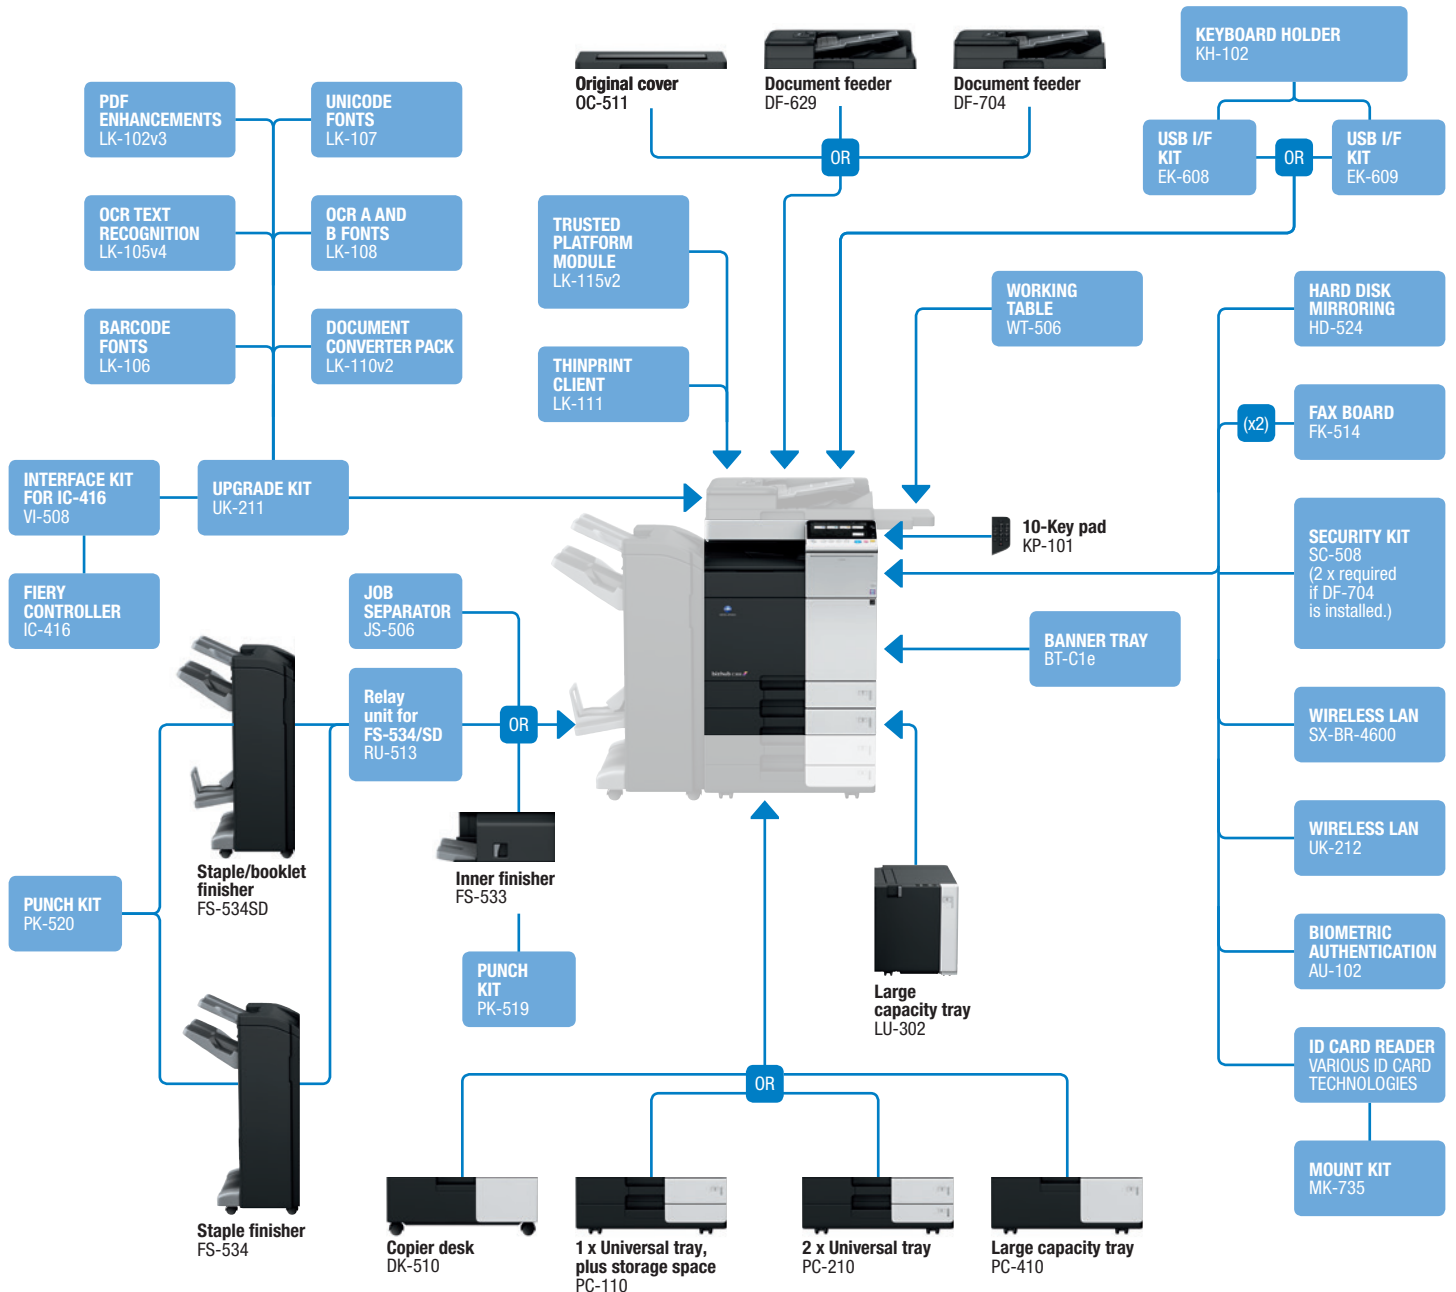 KEYBOARD HOLDER
KH-102
Original cover
OC-511
Document feeder
DF-629
Document feeder
DF-704
PDF
ENHANCEMENTS
LK-102v3
UNICODE
FONTS
LK-107
OR
USB I/F
KIT
EK-608
OR
USB I/F
KIT
EK-609
OCR TEXT
RECOGNITION
LK-105v4
OCR A AND
B FONTS
LK-108
TRUSTED
PLATFORM
MODULE
LK-115v2
WORKING
TABLE
WT-506
HARD DISK
MIRRORING
HD-524
BARCODE
FONTS
LK-106
DOCUMENT
CONVERTER PACK
LK-110v2
THINPRINT
CLIENT
LK-111
(x2)
FAX BOARD
FK-514
INTERFACE KIT
FOR IC-416
VI-508
UPGRADE KIT
UK-211
10-Key pad
KP-101
SECURITY KIT
SC-508
(2 x required
if DF-704
is installed.)
FIERY
CONTROLLER
IC-416
JOB
SEPARATOR
JS-506
BANNER TRAY
BT-C1e
Relay
unit for
FS-534/SD
RU-513
OR
WIRELESS LAN
SX-BR-4600
WIRELESS LAN
UK-212
Staple/booklet
finisher
FS-534SD
Inner finisher
FS-533
PUNCH KIT
PK-520
PUNCH
KIT
PK-519
Large
capacity tray
LU-302
BIOMETRIC
AUTHENTICATION
AU-102
ID CARD READER
VARIOUS ID CARD
TECHNOLOGIES
OR
MOUNT KIT
MK-735
Staple finisher
FS-534
Copier desk
DK-510
1 x Universal tray,
plus storage space
PC-110
2 x Universal tray
PC-210
Large capacity tray
PC-410